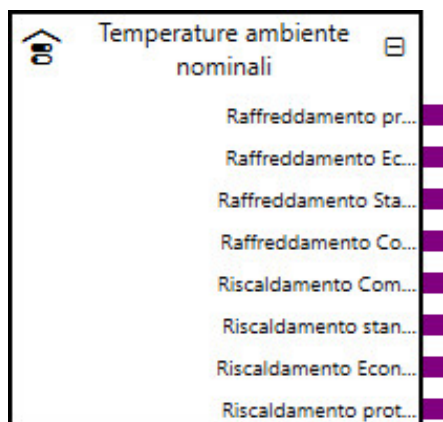 Temperature ambiente
nominali
Raffreddamento pr...
Raffreddamento Ec...
Raffreddamento Sta...
Raffreddamento Co...
Riscaldamento Com...
Riscaldamento stan...
Riscaldamento Econ...
Riscaldamento prot...